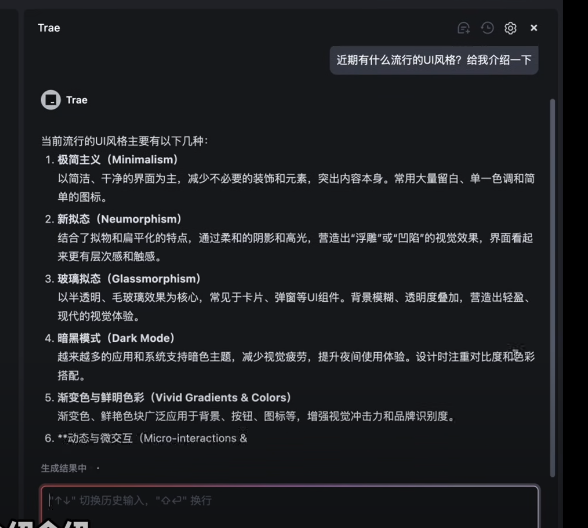 Trae
近期有什么流行的UI风格？给我介绍一下
Trae
当前流行的UI风格主要有以下几种：
1. 极简主义（Minimalism）
以简洁、干净的界面为主，减少不必要的装饰和元素，突出内容本身。常用大量留白、单一色调和简
单的图标。
2. 新拟态（Neumorphism）
结合了拟物和扁平化的特点，通过柔和的阴影和高光，营造出“浮雕”或“凹陷”的视觉效果，界面看起
来更有层次感和触感。
3. 玻璃拟态（Glassmorphism）
以半透明、毛玻璃效果为核心，常见于卡片、弹窗等UI组件。背景模糊、透明度叠加，营造出轻盈、
现代的视觉体验。
4. 暗黑模式（Dark Mode）
越来越多的应用和系统支持暗色主题，减少视觉疲劳，提升夜间使用体验。设计时注重对比度和色彩
搭配。
5. 渐变色与鲜明色彩（Vivid Gradients & Colors）
渐变色、鲜艳色块广泛应用于背景、按钮、图标等，增强视觉冲击力和品牌识别度。
6. **动态与微交互（Micro-interactions &
生成结果中
"↑↓" 切换历史输入，"⇧⏎" 换行